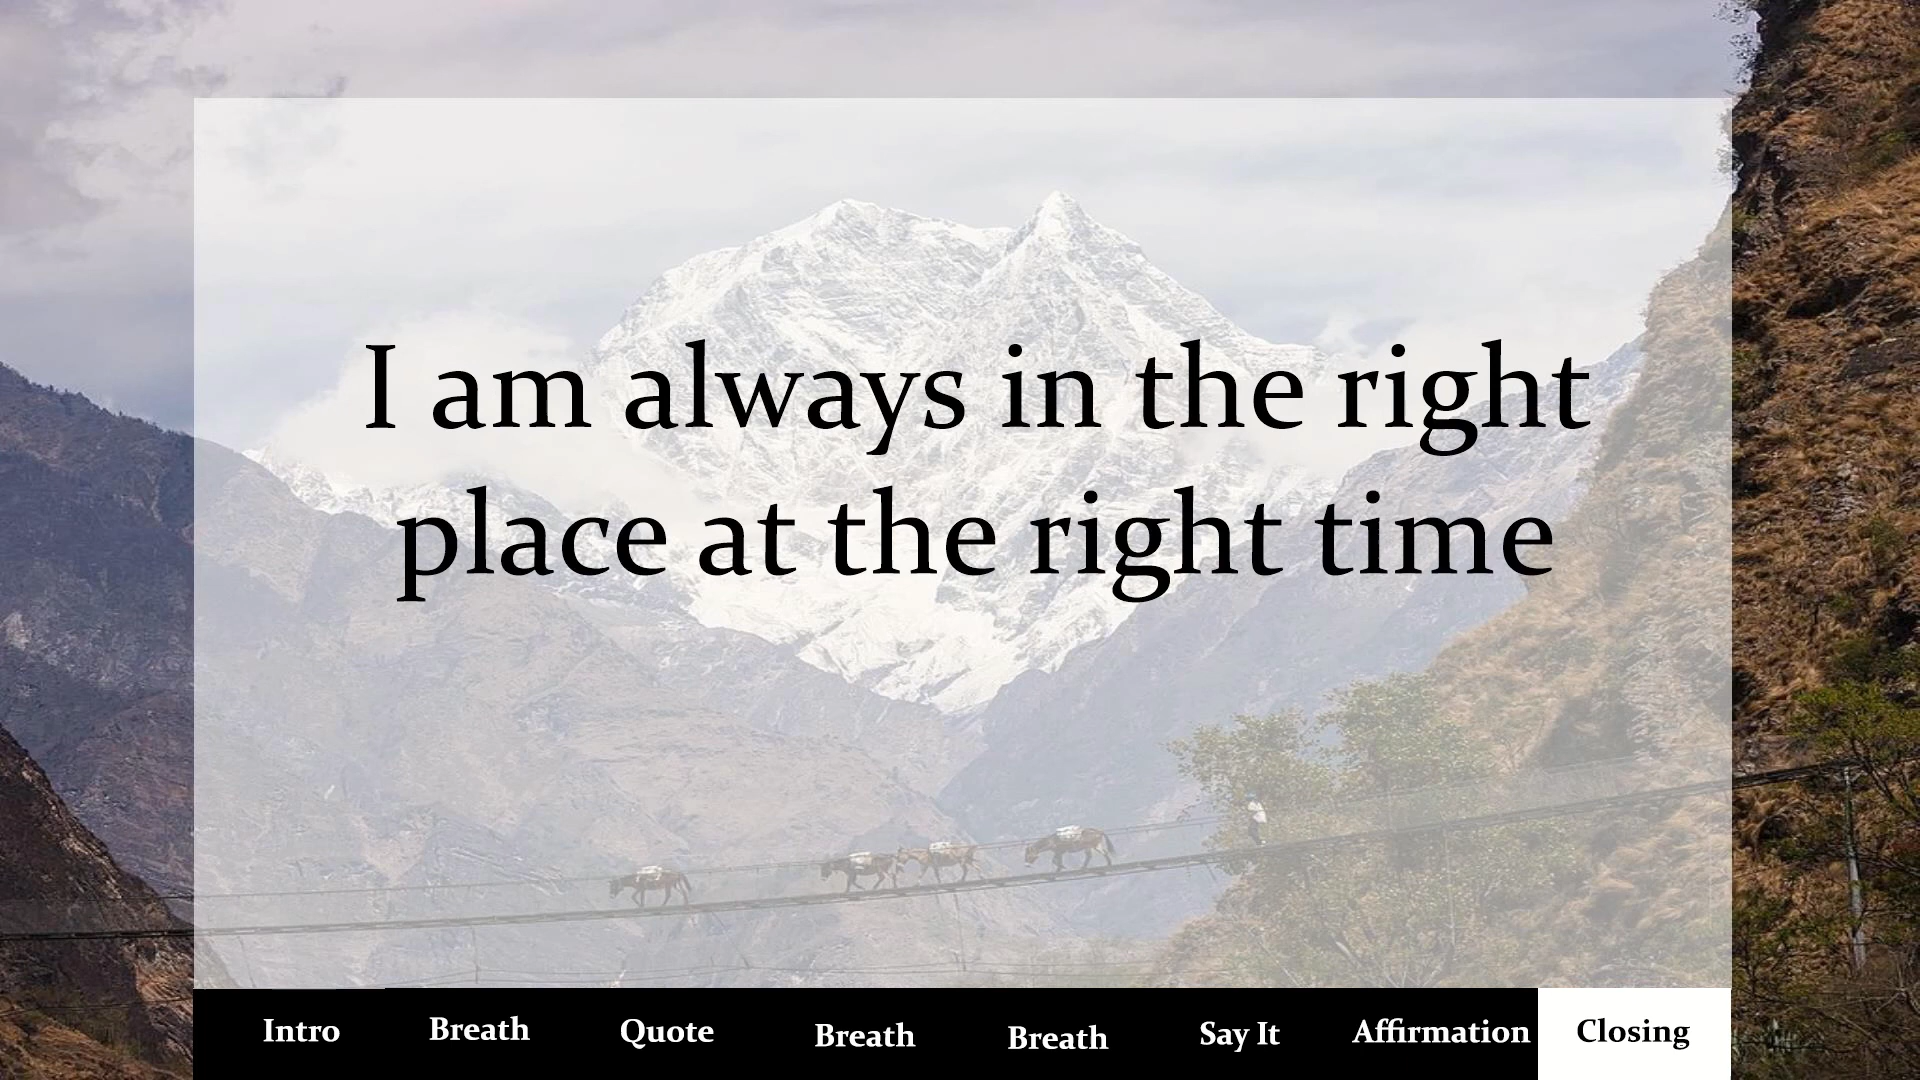 I am always in the right
place at the right time
Intro Breath Quote Breath Breath Say It Affirmation Closing